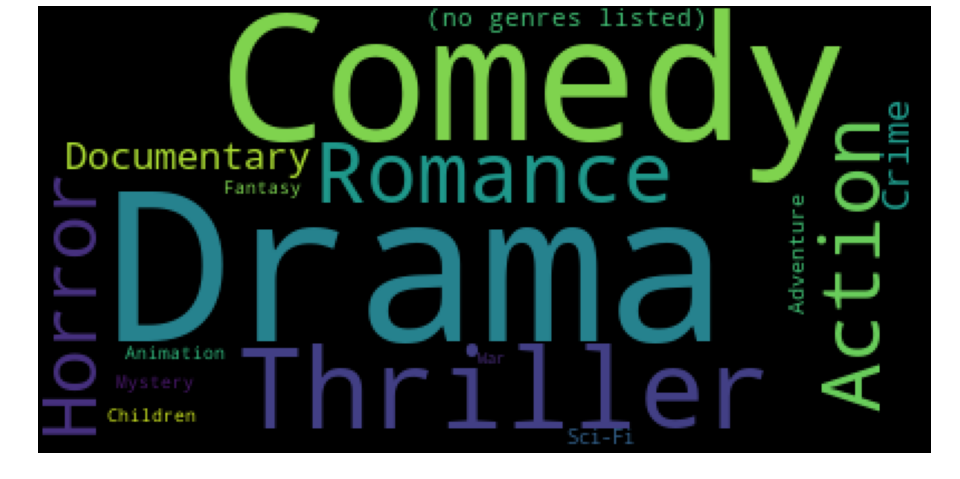 (no genres listed)
Comedy
Documentary
Romance
Fantasy
Crime
Action
Adventure
Horror
Drama
Animation
Thriller
War
Mystery
Children
Sci-Fi